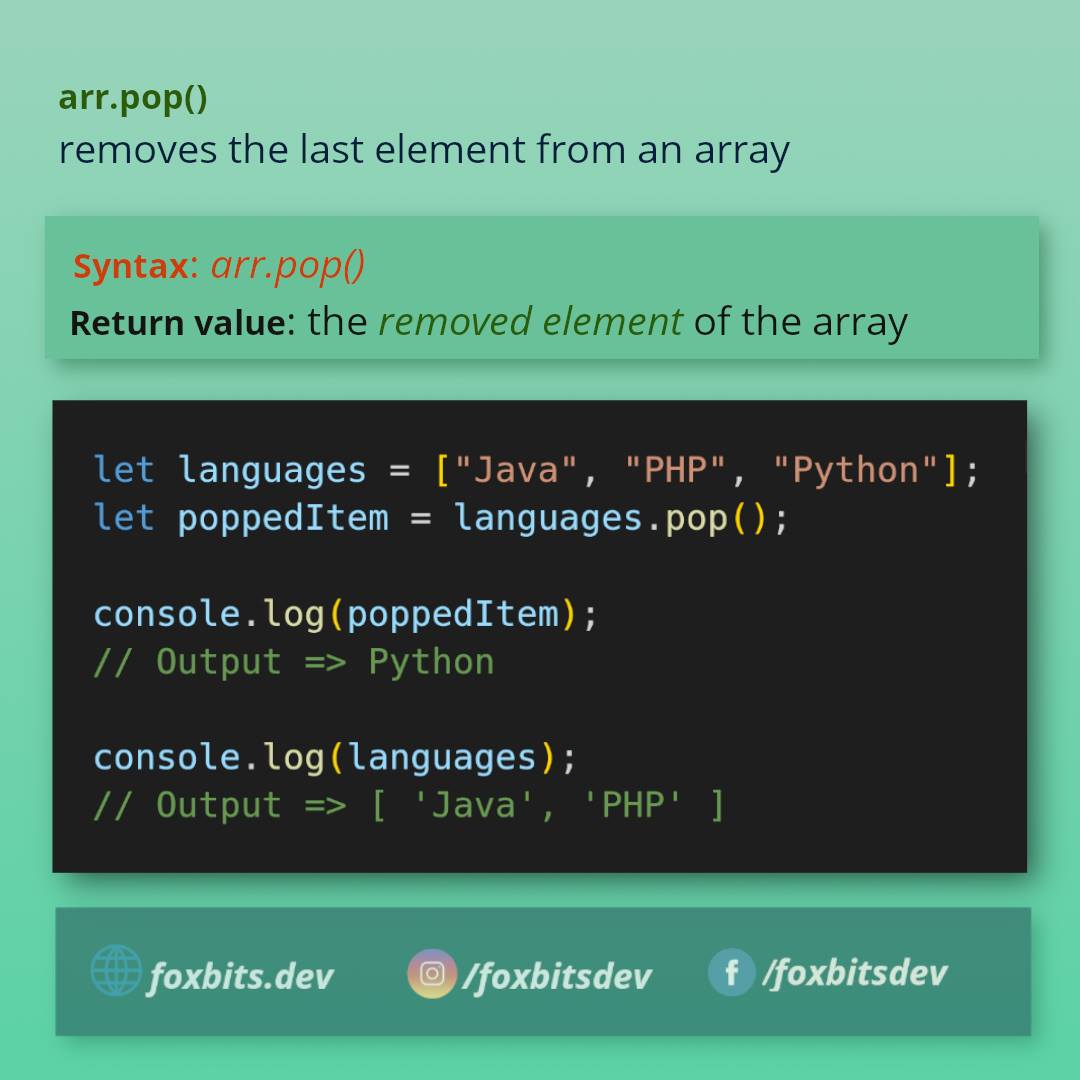 arr.pop()
removes the last element from an array
Syntax: arr.pop()
Return value: the removed element of the array
let languages = ["Java", "PHP", "Python"];
let poppedItem = languages.pop();
console.log(poppedItem);
// Output => Python
console.log(languages);
// Output => [ 'Java', 'PHP' ]
foxbits.dev /foxbitsdev /foxbitsdev